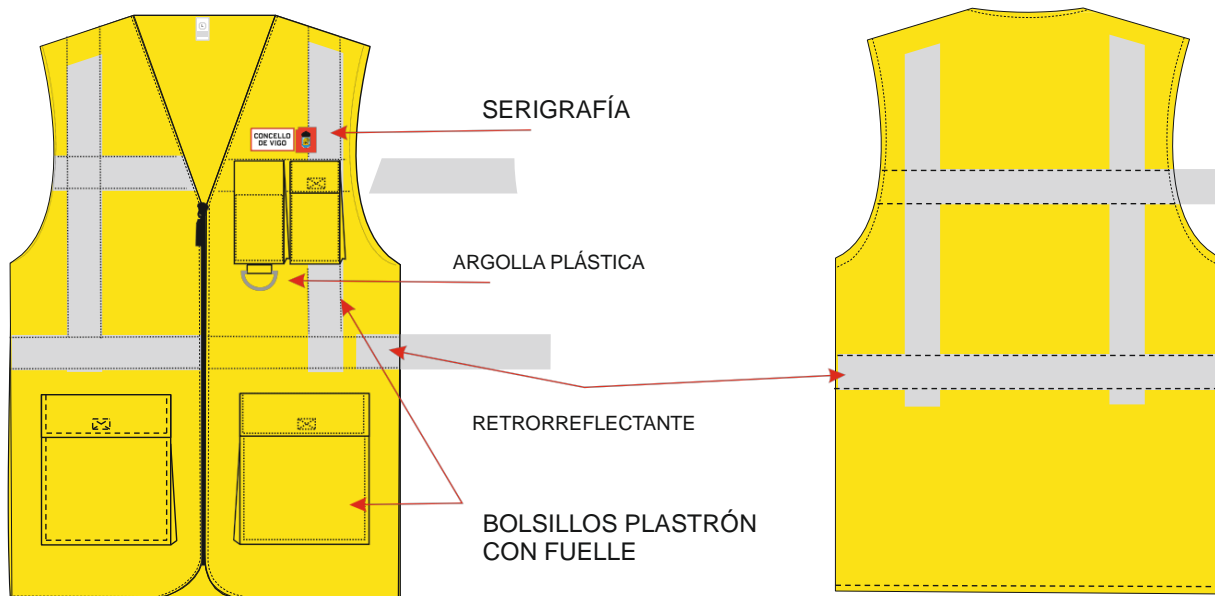 SERIGRAFÍA
CONCELLO
DE VIGO
ARGOLLA PLÁSTICA
RETRORREFLECTANTE
BOLSILLOS PLASTRÓN
CON FUELLE